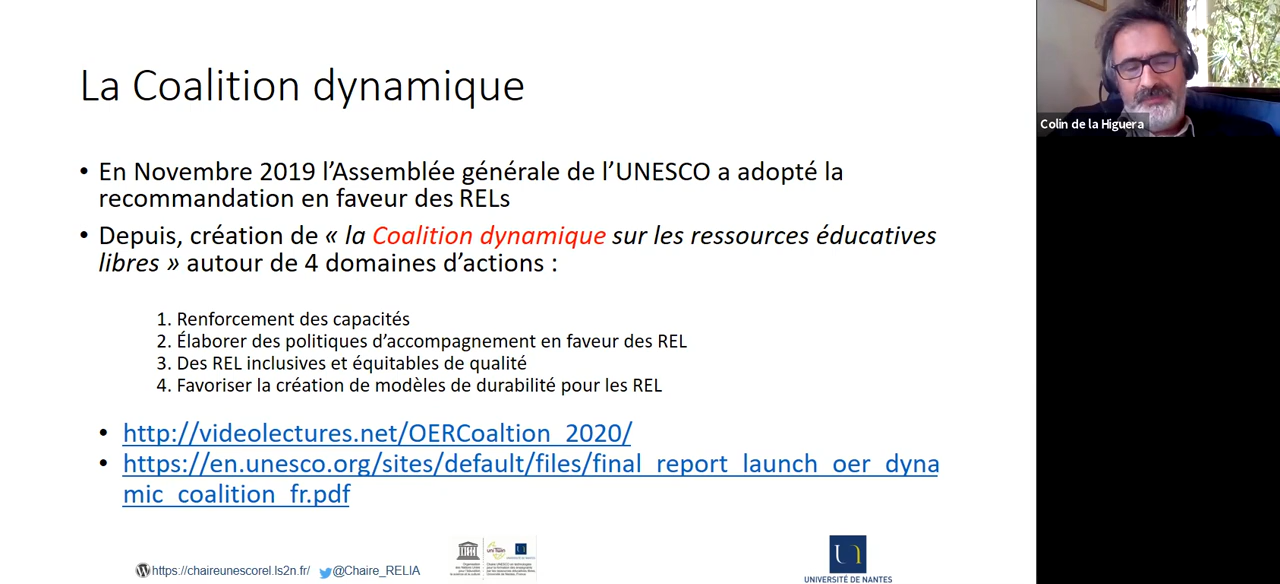 La Coalition dynamique
• En Novembre 2019 l’Assemblée générale de l’UNESCO a adopté la
recommandation en faveur des RELs
• Depuis, création de « la Coalition dynamique sur les ressources éducatives
libres » autour de 4 domaines d’actions :
1. Renforcement des capacités
2. Élaborer des politiques d’accompagnement en faveur des REL
3. Des REL inclusives et équitables de qualité
4. Favoriser la création de modèles de durabilité pour les REL
• http://videolectures.net/OERCoaltion_2020/
• https://en.unesco.org/sites/default/files/final_report_launch_oer_dyna
mic_coalition_fr.pdf
https://chaireunescorel.ls2n.fr/ @Chaire_RELIA
UNIVERSITÉ DE NANTES
Colin de la Higuera